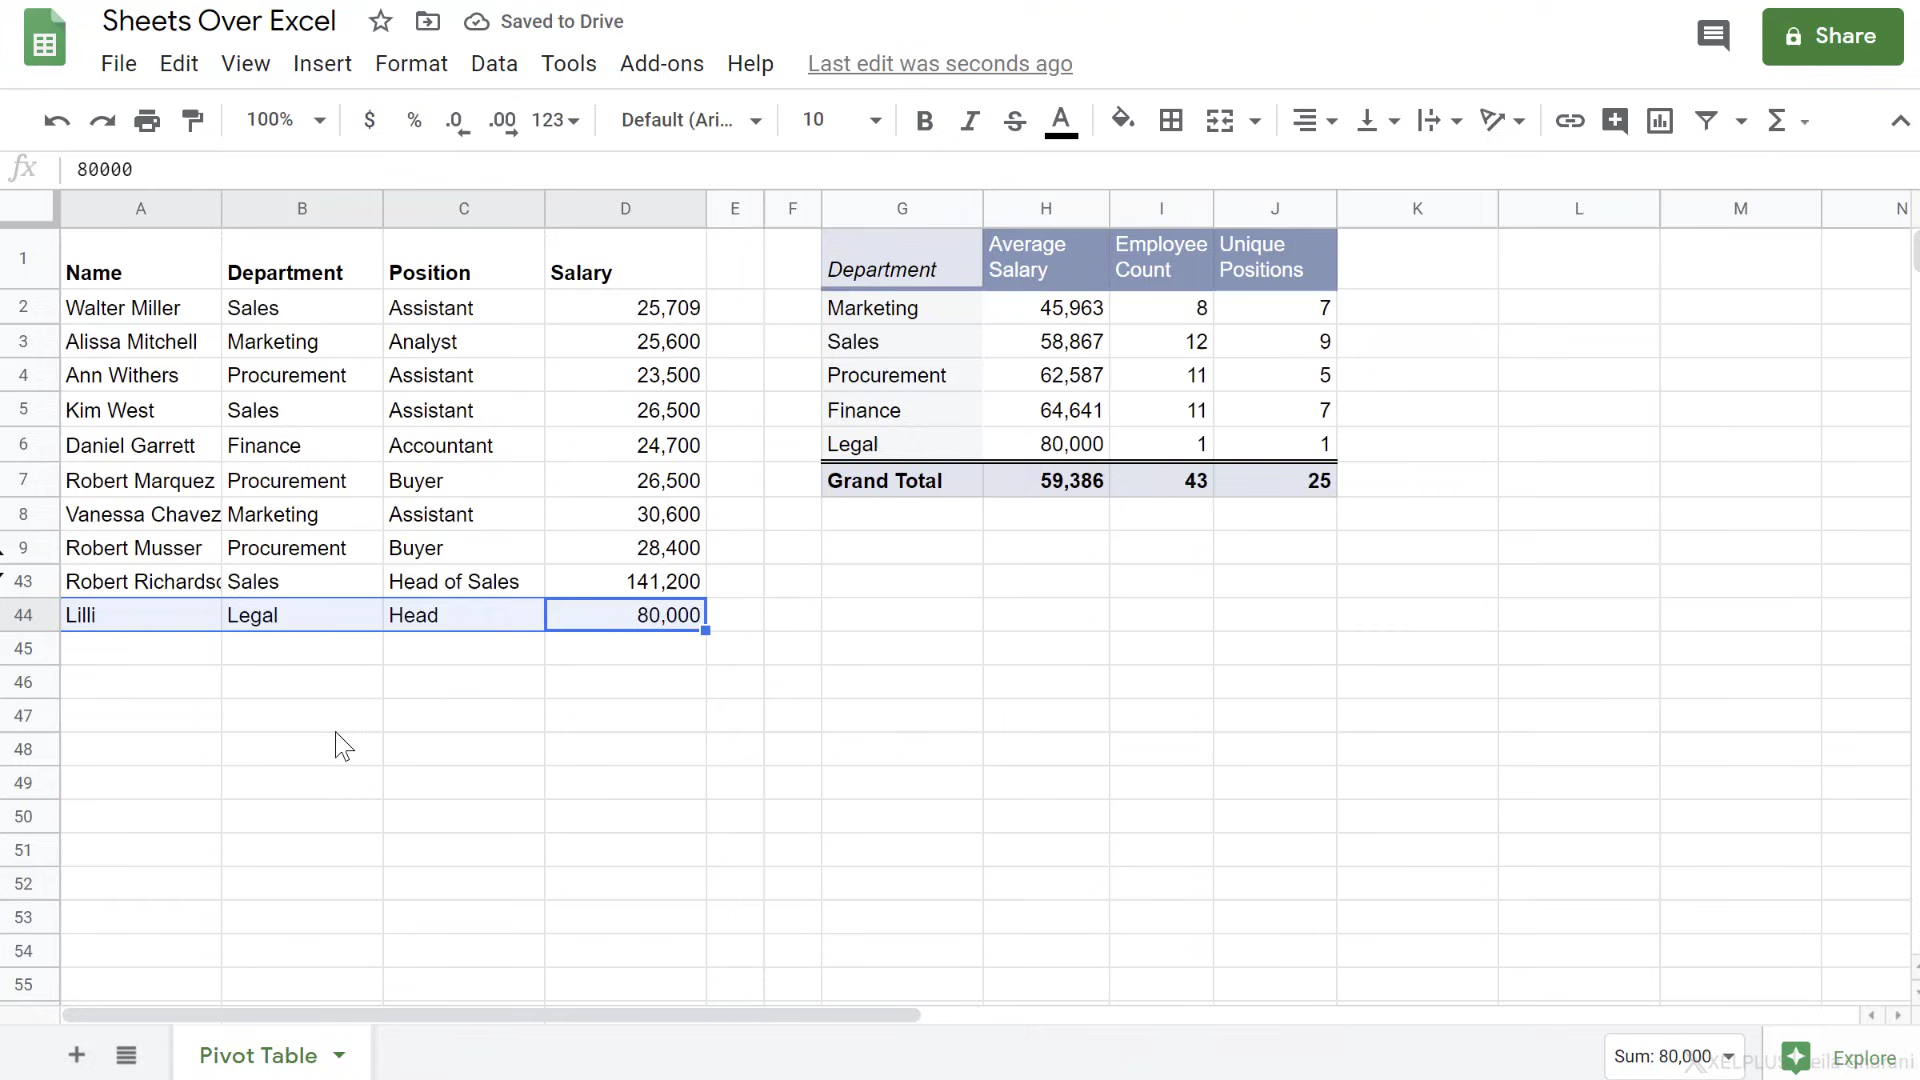 Sheets Over Excel Saved to Drive
Share
File Edit View Insert Format Data Tools Add-ons Help Last edit was seconds ago
100% $ % .0 .00 123 Default (Ari... 10 B I S A Σ
fx 80000
A B C D E F G H I J K L M N
1 Name Department Position Salary Department Average Salary Employee Count Unique Positions
2 Walter Miller Sales Assistant 25,709 Marketing 45,963 8 7
3 Alissa Mitchell Marketing Analyst 25,600 Sales 58,867 12 9
4 Ann Withers Procurement Assistant 23,500 Procurement 62,587 11 5
5 Kim West Sales Assistant 26,500 Finance 64,641 11 7
6 Daniel Garrett Finance Accountant 24,700 Legal 80,000 1 1
7 Robert Marquez Procurement Buyer 26,500 Grand Total 59,386 43 25
8 Vanessa Chavez Marketing Assistant 30,600
9 Robert Musser Procurement Buyer 28,400
43 Robert Richardsc Sales Head of Sales 141,200
44 Lilli Legal Head 80,000
45
46
47
48
49
50
51
52
53
54
55
+ Pivot Table Sum: 80,000 Explore